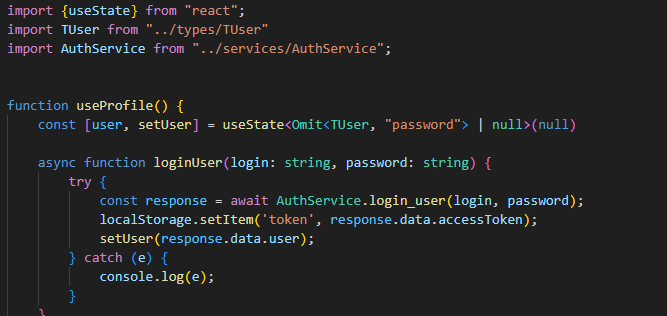 import {useState} from "react";
import TUser from "../types/TUser"
import AuthService from "../services/AuthService";
function useProfile() {
const [user, setUser] = useState<Omit<TUser, "password"> | null>(null)
async function loginUser(login: string, password: string) {
try {
const response = await AuthService.login_user(login, password);
localStorage.setItem('token', response.data.accessToken);
setUser(response.data.user);
} catch (e) {
console.log(e);
}
}